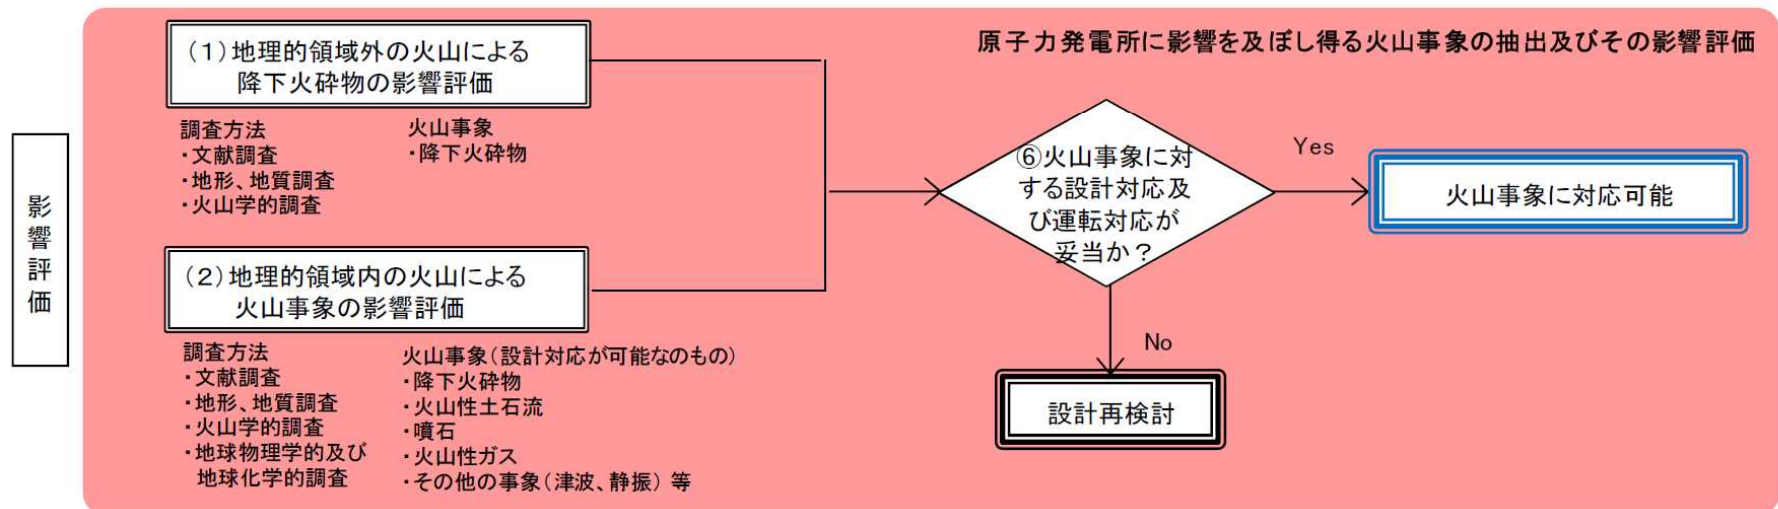 影響評価
原子力発電所に影響を及ぼし得る火山事象の抽出及びその影響評価
(1)地理的領域外の火山による
降下火砕物の影響評価
調査方法
・文献調査
・地形、地質調査
・火山学的調査
火山事象
・降下火砕物
(2)地理的領域内の火山による
火山事象の影響評価
調査方法
・文献調査
・地形、地質調査
・火山学的調査
・地球物理学的及び
地球化学的調査
火山事象(設計対応が可能なのもの)
・降下火砕物
・火山性土石流
・噴石
・火山性ガス
・その他の事象(津波、静振) 等
⑥火山事象に対
する設計対応及
び運転対応が
妥当か?
Yes
火山事象に対応可能
No
設計再検討